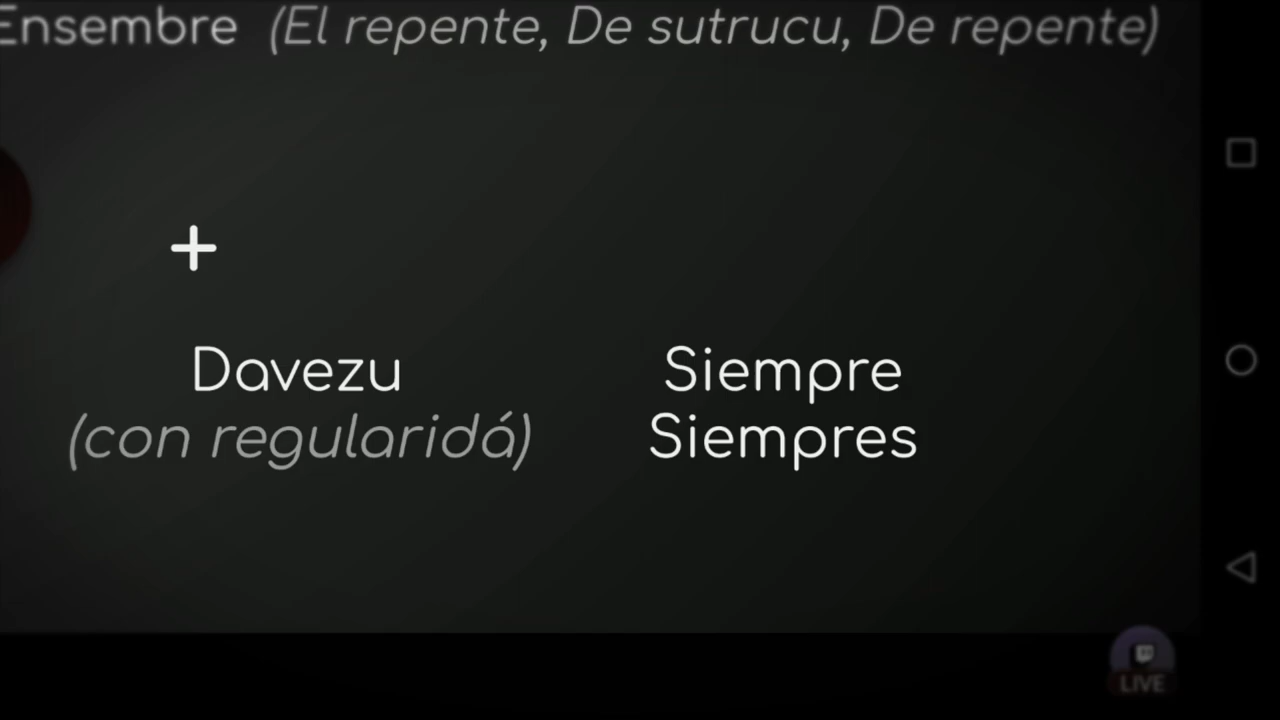 Ensembre (El repente, De sutrucu, De repente)
+
Davezu Siempre
(con regularidá) Siempres
LIVE